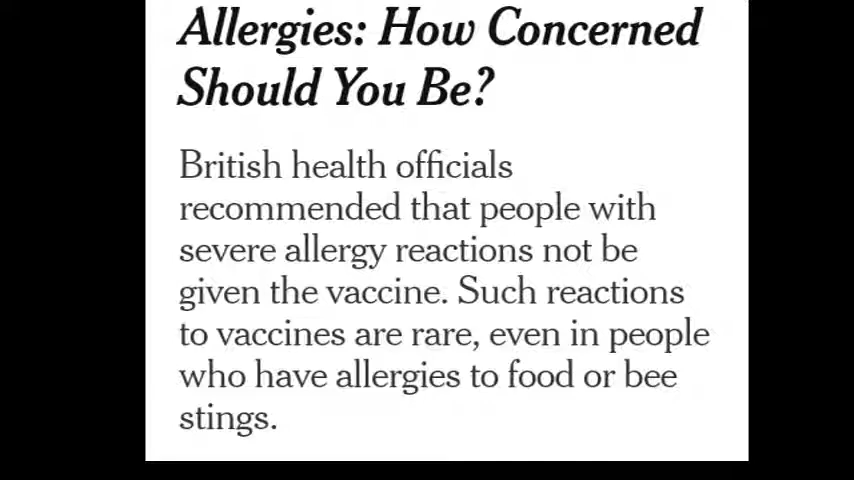 Allergies: How Concerned
Should You Be?
British health officials
recommended that people with
severe allergy reactions not be
given the vaccine. Such reactions
to vaccines are rare, even in people
who have allergies to food or bee
stings.